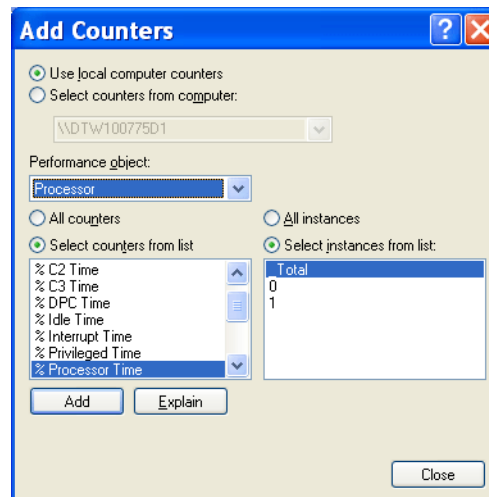 Add Counters
Use local computer counters
Select counters from computer:
\\DTW100775D1
Performance object:
Processor
All counters
All instances
Select counters from list
Select instances from list:
% C2 Time
% C3 Time
% DPC Time
% Idle Time
% Interrupt Time
% Privileged Time
% Processor Time
_Total
0
1
Add
Explain
Close